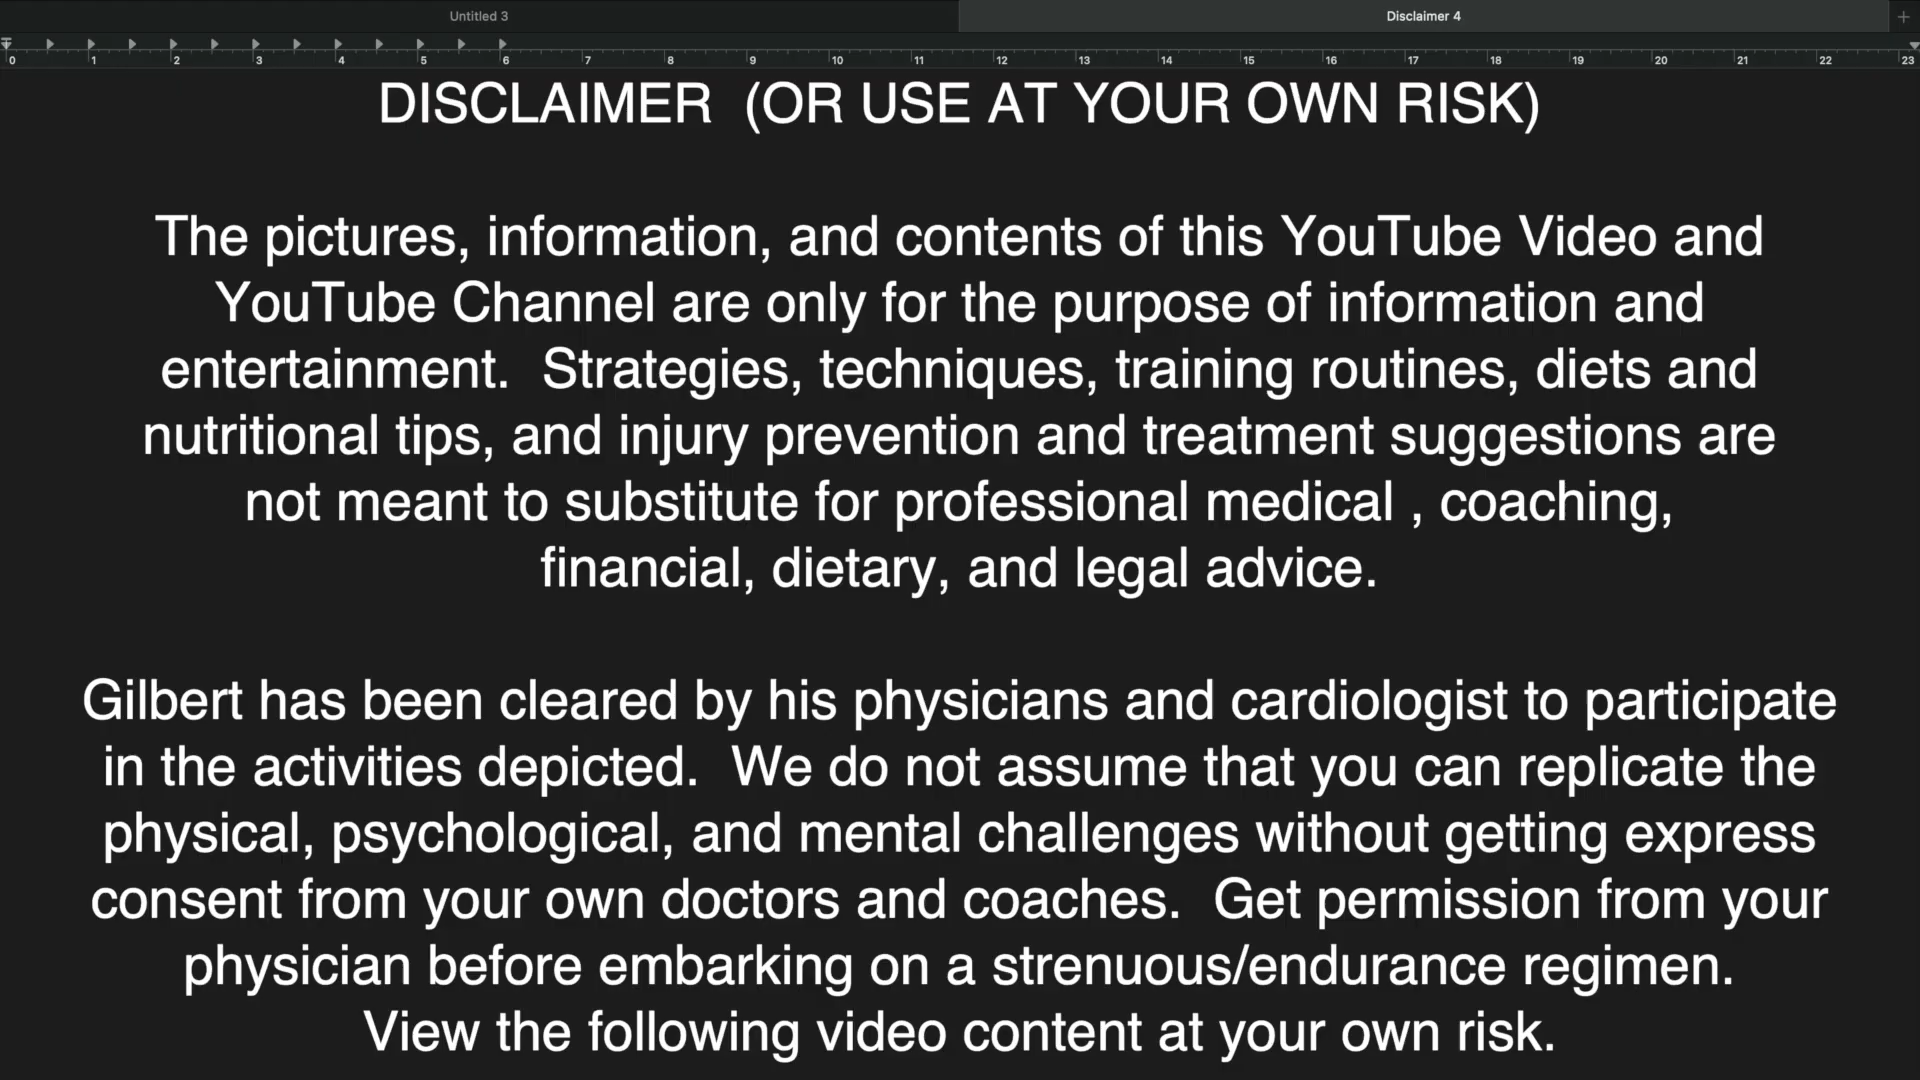 Untitled 3
Disclaimer 4
0 1 2 3 4 5 6 7 8 9 10 11 12 13 14 15 16 17 18 19 20 21 22 23
DISCLAIMER  (OR USE AT YOUR OWN RISK)
The pictures, information, and contents of this YouTube Video and
YouTube Channel are only for the purpose of information and
entertainment.  Strategies, techniques, training routines, diets and
nutritional tips, and injury prevention and treatment suggestions are
not meant to substitute for professional medical , coaching,
financial, dietary, and legal advice.
Gilbert has been cleared by his physicians and cardiologist to participate
in the activities depicted.  We do not assume that you can replicate the
physical, psychological, and mental challenges without getting express
consent from your own doctors and coaches.  Get permission from your
physician before embarking on a strenuous/endurance regimen.
View the following video content at your own risk.